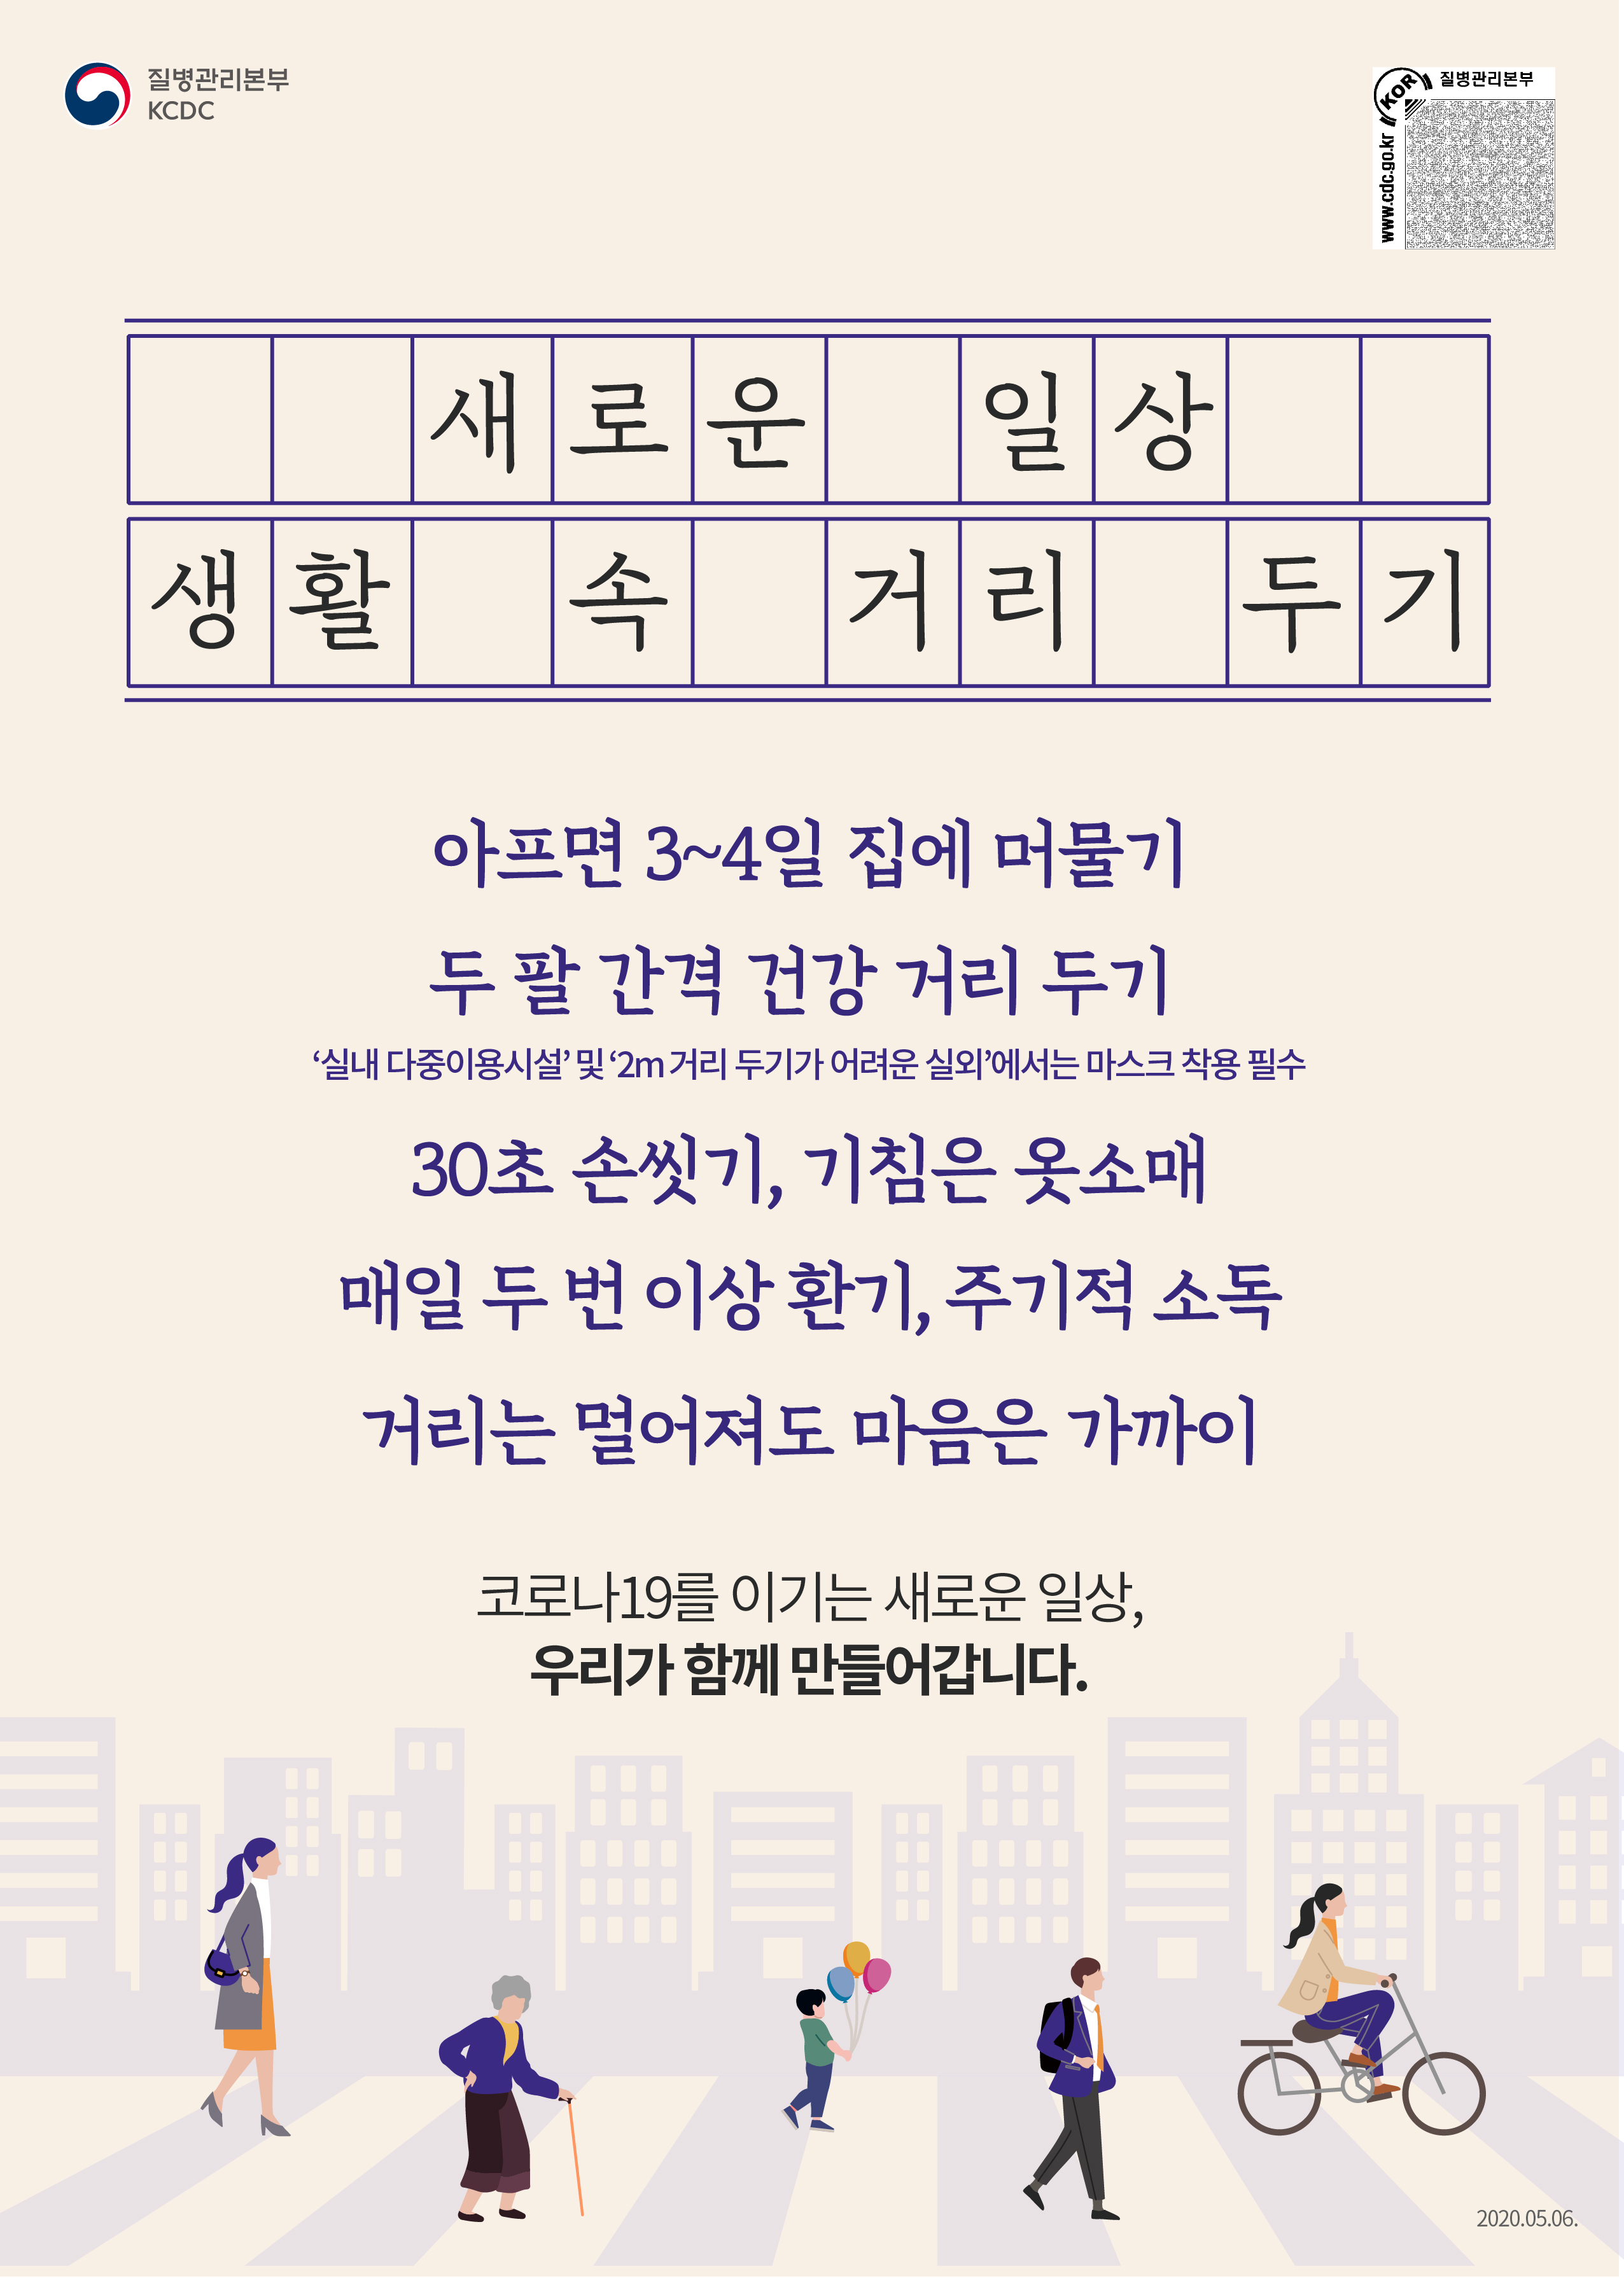 질병관리본부
KCDC
KOR
질병관리본부
www.cdc.go.kr
새로운 일상
생활 속 거리 두기
아프면 3~4일 집에 머물기
두 팔 간격 건강 거리 두기
‘실내 다중이용시설’ 및 ‘2m 거리 두기가 어려운 실외’에서는 마스크 착용 필수
30초 손씻기, 기침은 옷소매
매일 두 번 이상 환기, 주기적 소독
거리는 멀어져도 마음은 가까이
코로나19를 이기는 새로운 일상,
우리가 함께 만들어갑니다.
2020.05.06.